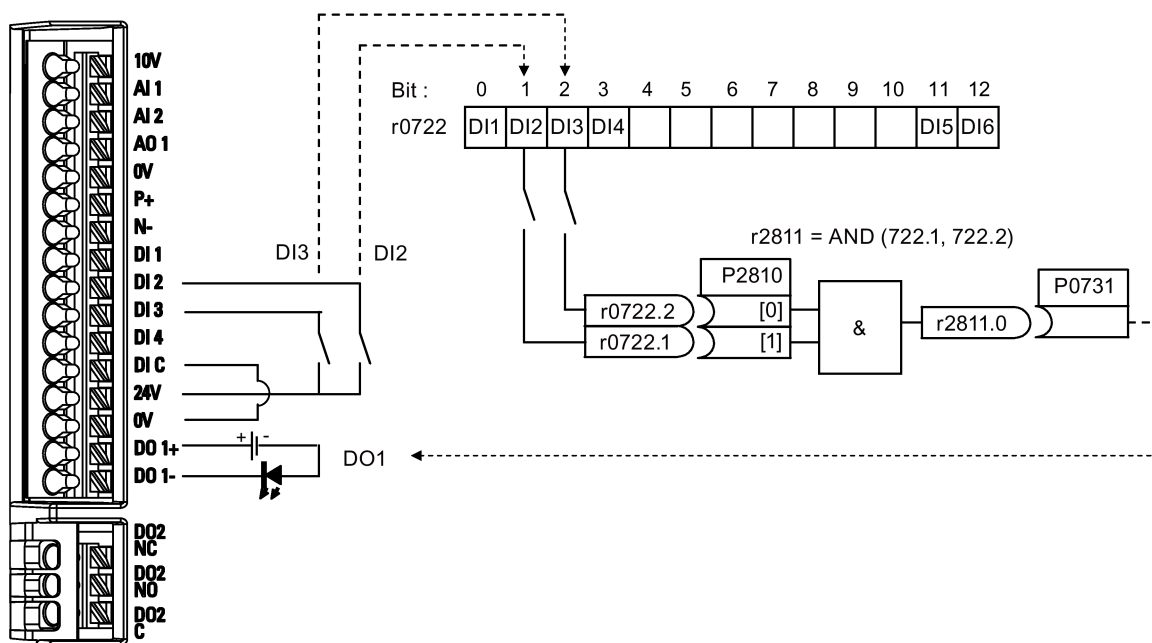 10V
AI 1
AI 2
AO 1
0V
P+
N-
DI 1
DI 2
DI 3
DI 4
DI C
24V
0V
DO 1+
DO 1-
DO2
NC
DO2
NO
DO2
C
DI3 DI2
+ -
DO1
Bit : 0 1 2 3 4 5 6 7 8 9 10 11 12
r0722 DI1 DI2 DI3 DI4 DI5 DI6
r2811 = AND (722.1, 722.2)
P2810
r0722.2 [0]
r0722.1 [1]
&
r2811.0
P0731